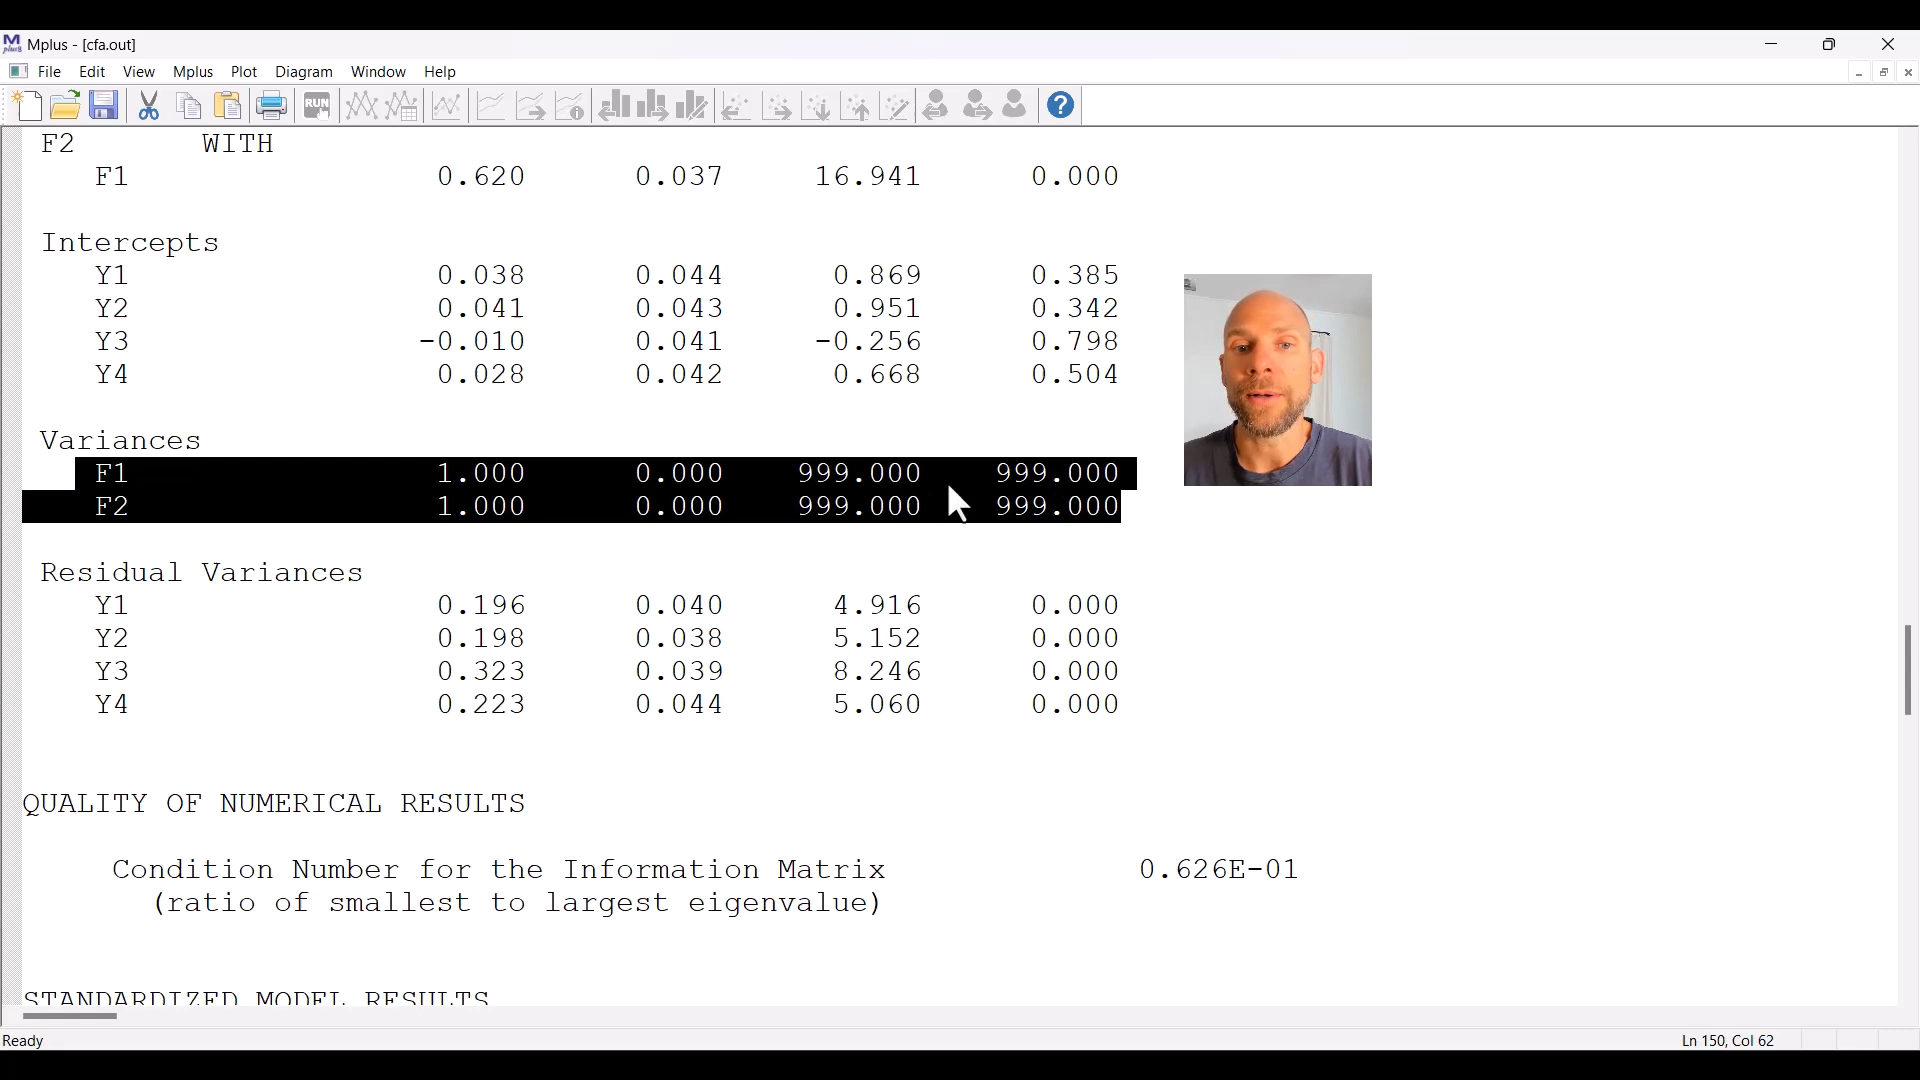 Mplus - [cfa.out]
File Edit View Mplus Plot Diagram Window Help
RUN
F2 WITH
F1 0.620 0.037 16.941 0.000
Intercepts
Y1 0.038 0.044 0.869 0.385
Y2 0.041 0.043 0.951 0.342
Y3 -0.010 0.041 -0.256 0.798
Y4 0.028 0.042 0.668 0.504
Variances
F1 1.000 0.000 999.000 999.000
F2 1.000 0.000 999.000 999.000
Residual Variances
Y1 0.196 0.040 4.916 0.000
Y2 0.198 0.038 5.152 0.000
Y3 0.323 0.039 8.246 0.000
Y4 0.223 0.044 5.060 0.000
QUALITY OF NUMERICAL RESULTS
Condition Number for the Information Matrix 0.626E-01
(ratio of smallest to largest eigenvalue)
STANDARDIZED MODEL RESULTS
Ready Ln 150, Col 62